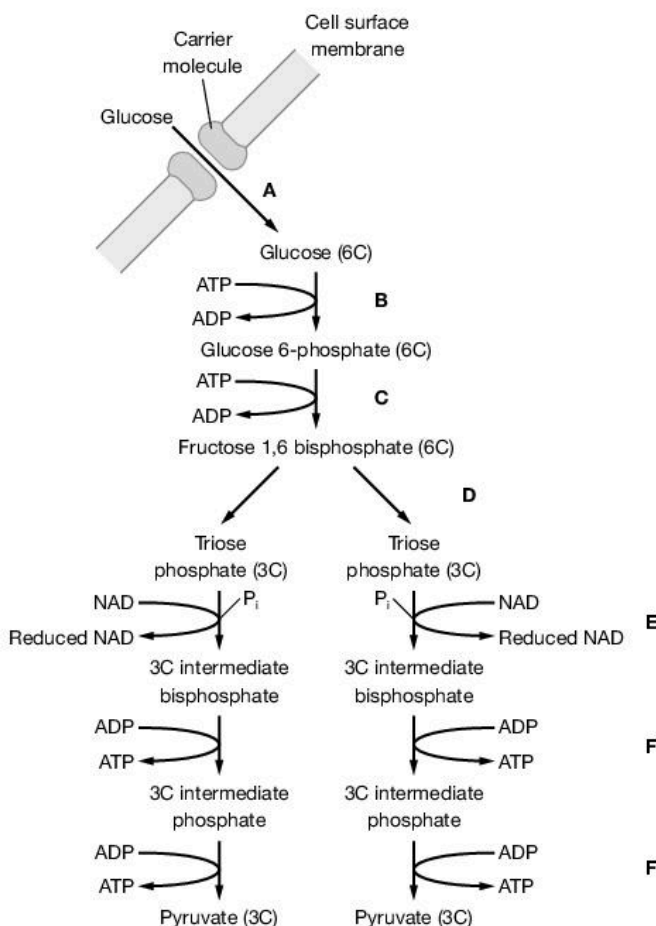 Cell surface
membrane
Carrier
molecule
Glucose
A
Glucose (6C)
ATP
B
ADP
Glucose 6-phosphate (6C)
ATP
C
ADP
Fructose 1,6 bisphosphate (6C)
D
Triose
phosphate (3C)
Triose
phosphate (3C)
NAD
Pi
Pi
NAD
E
Reduced NAD
Reduced NAD
3C intermediate
bisphosphate
3C intermediate
bisphosphate
ADP
ADP
F
ATP
ATP
3C intermediate
phosphate
3C intermediate
phosphate
ADP
ADP
F
ATP
ATP
Pyruvate (3C)
Pyruvate (3C)